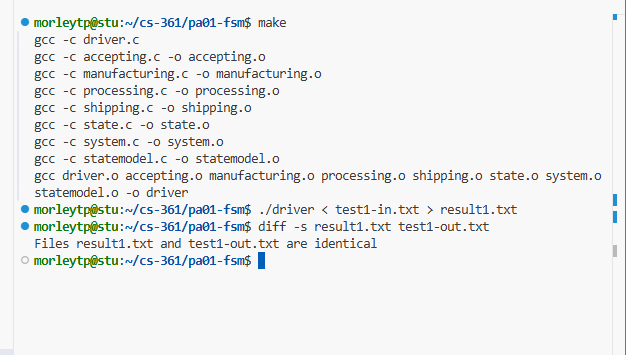 morleytp@stu:~/cs-361/pa01-fsm$ make
gcc -c driver.c
gcc -c accepting.c -o accepting.o
gcc -c manufacturing.c -o manufacturing.o
gcc -c processing.c -o processing.o
gcc -c shipping.c -o shipping.o
gcc -c state.c -o state.o
gcc -c system.c -o system.o
gcc -c statemodel.c -o statemodel.o
gcc driver.o accepting.o manufacturing.o processing.o shipping.o state.o system.o
statemodel.o -o driver
morleytp@stu:~/cs-361/pa01-fsm$ ./driver < test1-in.txt > result1.txt
morleytp@stu:~/cs-361/pa01-fsm$ diff -s result1.txt test1-out.txt
Files result1.txt and test1-out.txt are identical
morleytp@stu:~/cs-361/pa01-fsm$